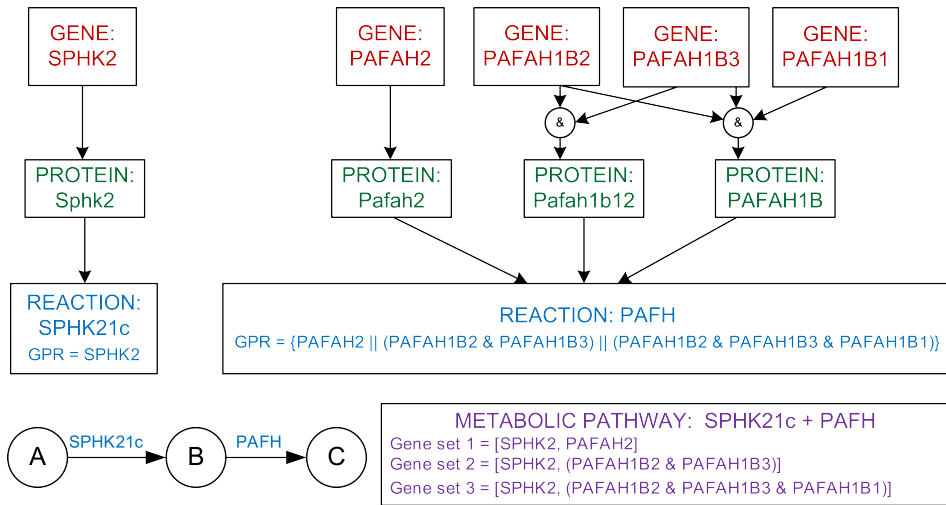 GENE:
SPHK2
GENE:
PAFAH2
GENE:
PAFAH1B2
GENE:
PAFAH1B3
GENE:
PAFAH1B1
&
&
PROTEIN:
Sphk2
PROTEIN:
Pafah2
PROTEIN:
Pafah1b12
PROTEIN:
PAFAH1B
REACTION:
SPHK21c
GPR = SPHK2
REACTION: PAFH
GPR = {PAFAH2 || (PAFAH1B2 & PAFAH1B3) || (PAFAH1B2 & PAFAH1B3 & PAFAH1B1)}
A
SPHK21c
B
PAFH
C
METABOLIC PATHWAY: SPHK21c + PAFH
Gene set 1 = [SPHK2, PAFAH2]
Gene set 2 = [SPHK2, (PAFAH1B2 & PAFAH1B3)]
Gene set 3 = [SPHK2, (PAFAH1B2 & PAFAH1B3 & PAFAH1B1)]